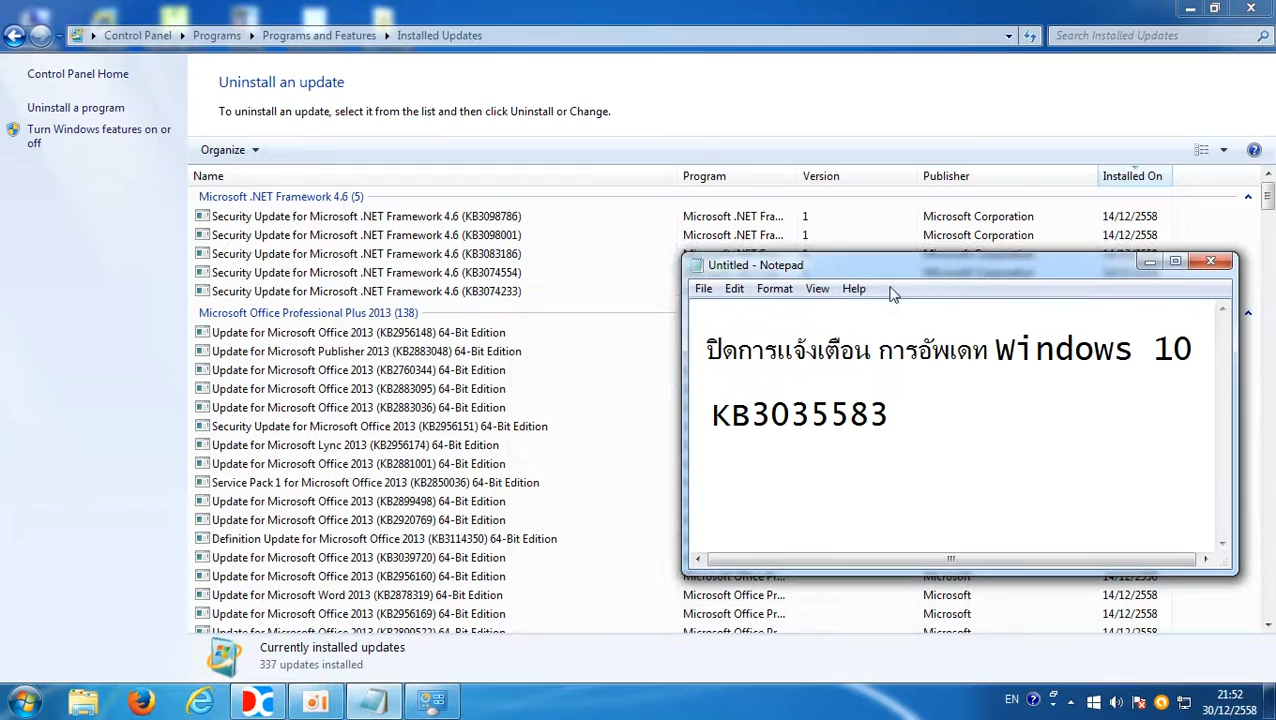 Control Panel Programs Programs and Features Installed Updates Search Installed Updates
Control Panel Home
Uninstall a program
Turn Windows features on or off
Uninstall an update
To uninstall an update, select it from the list and then click Uninstall or Change.
Organize
Name Program Version Publisher Installed On
Microsoft .NET Framework 4.6 (5)
Security Update for Microsoft .NET Framework 4.6 (KB3098786) Microsoft .NET Fra... 1 Microsoft Corporation 14/12/2558
Security Update for Microsoft .NET Framework 4.6 (KB3098001) Microsoft .NET Fra... 1 Microsoft Corporation 14/12/2558
Security Update for Microsoft .NET Framework 4.6 (KB3083186)
Security Update for Microsoft .NET Framework 4.6 (KB3074554)
Security Update for Microsoft .NET Framework 4.6 (KB3074233)
Microsoft Office Professional Plus 2013 (138)
Update for Microsoft Office 2013 (KB2956148) 64-Bit Edition
Update for Microsoft Publisher 2013 (KB2883048) 64-Bit Edition
Update for Microsoft Office 2013 (KB2760344) 64-Bit Edition
Update for Microsoft Office 2013 (KB2883095) 64-Bit Edition
Update for Microsoft Office 2013 (KB2883036) 64-Bit Edition
Security Update for Microsoft Office 2013 (KB2956151) 64-Bit Edition
Update for Microsoft Lync 2013 (KB2956174) 64-Bit Edition
Update for Microsoft Office 2013 (KB2881001) 64-Bit Edition
Service Pack 1 for Microsoft Office 2013 (KB2850036) 64-Bit Edition
Update for Microsoft Office 2013 (KB2899498) 64-Bit Edition
Update for Microsoft Office 2013 (KB2920769) 64-Bit Edition
Definition Update for Microsoft Office 2013 (KB3114350) 64-Bit Edition
Update for Microsoft Office 2013 (KB3039720) 64-Bit Edition
Update for Microsoft Office 2013 (KB2956160) 64-Bit Edition
Update for Microsoft Word 2013 (KB2878319) 64-Bit Edition Microsoft Office Pr... Microsoft 14/12/2558
Update for Microsoft Office 2013 (KB2956169) 64-Bit Edition Microsoft Office Pr... Microsoft 14/12/2558
Untitled - Notepad
File Edit Format View Help
ปิดการแจ้งเตือน การอัพเดท Windows 10
KB3035583
Currently installed updates
337 updates installed
EN 21:52
30/12/2558